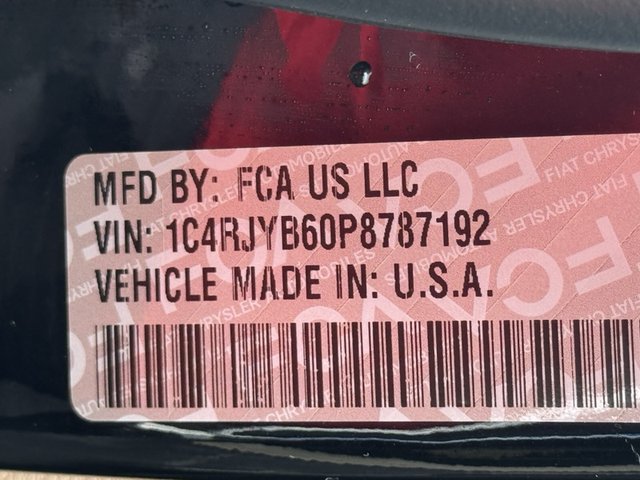 MFD BY: FCA US LLC
VIN: 1C4RJYB60P8787192
VEHICLE MADE IN: U.S.A.